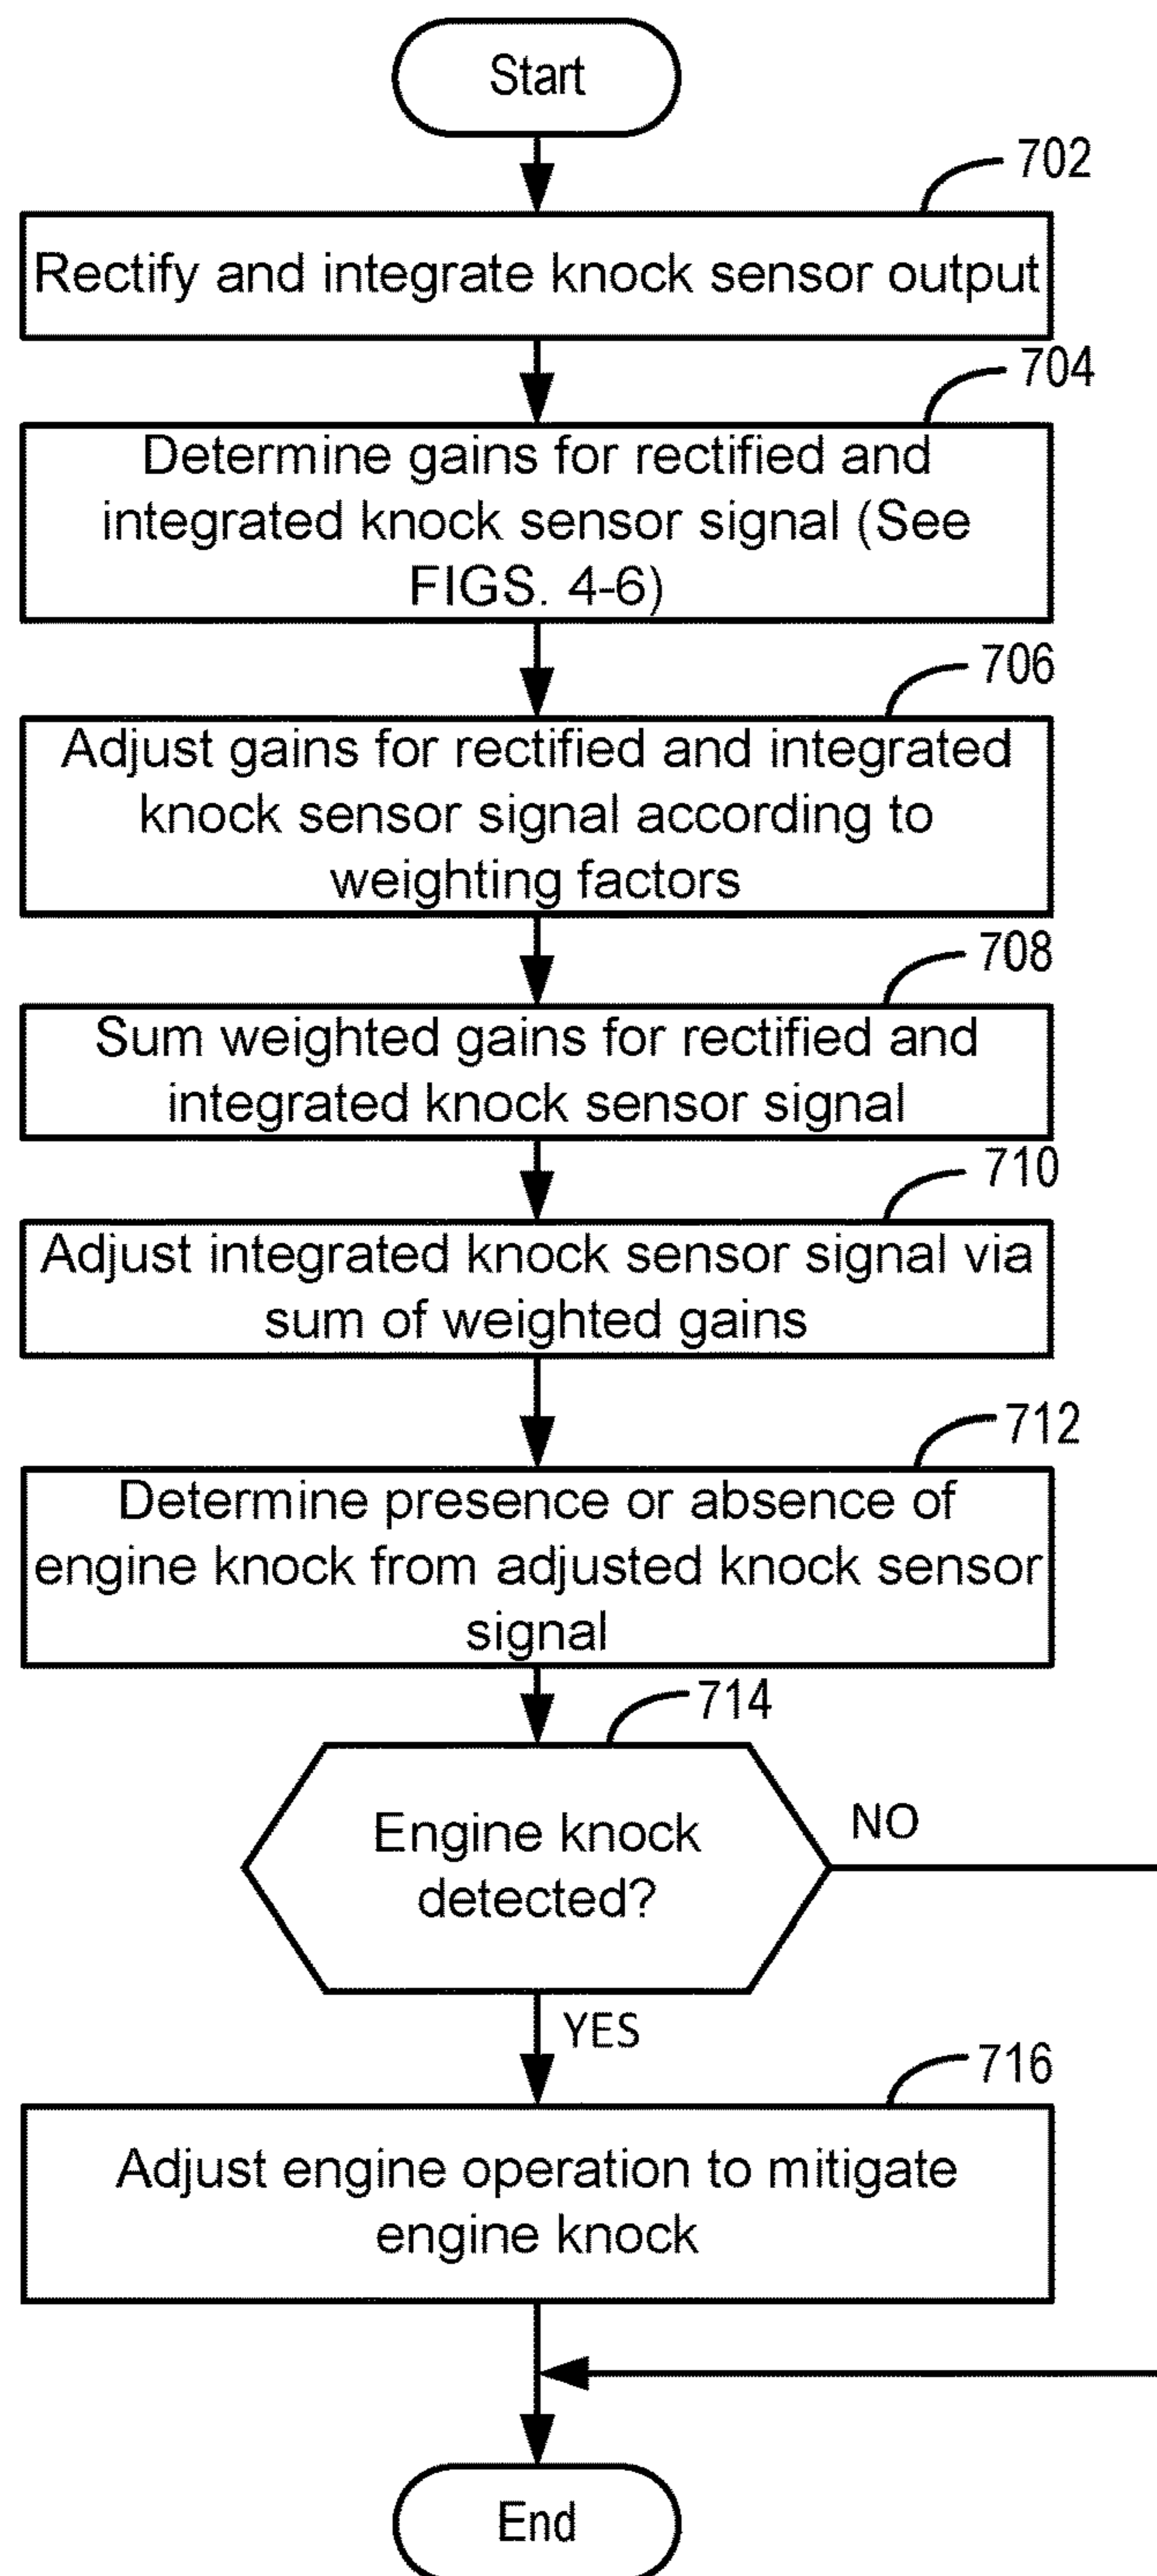 Start
702
Rectify and integrate knock sensor output
704
Determine gains for rectified and
integrated knock sensor signal (See
FIGS. 4-6)
706
Adjust gains for rectified and integrated
knock sensor signal according to
weighting factors
708
Sum weighted gains for rectified and
integrated knock sensor signal
710
Adjust integrated knock sensor signal via
sum of weighted gains
712
Determine presence or absence of
engine knock from adjusted knock sensor
signal
714
Engine knock
detected?
NO
YES
716
Adjust engine operation to mitigate
engine knock
End